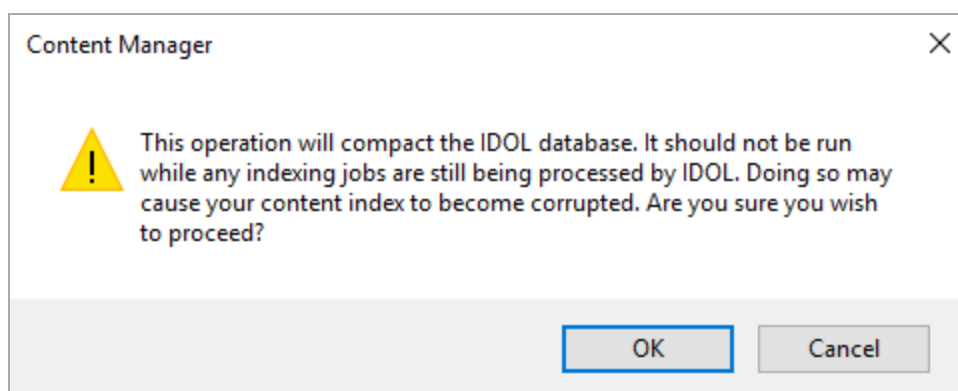 Content Manager
This operation will compact the IDOL database. It should not be run
while any indexing jobs are still being processed by IDOL. Doing so may
cause your content index to become corrupted. Are you sure you wish
to proceed?
OK
Cancel